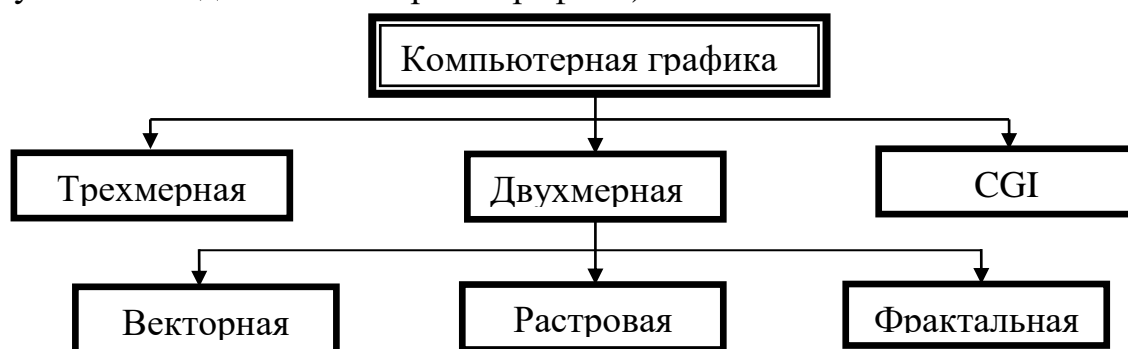 Компьютерная графика
Трехмерная Двухмерная CGI
Векторная Растровая Фрактальная